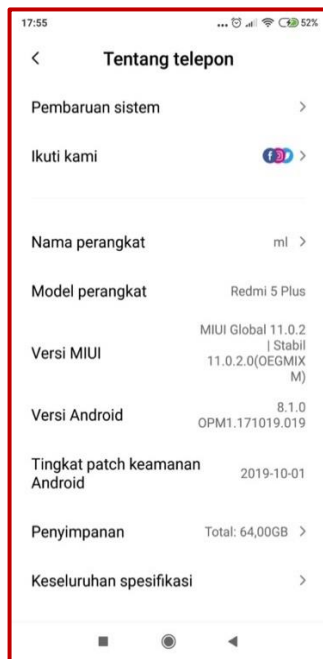 17:55
... 52%
Tentang telepon
Pembaruan sistem
Ikuti kami
Nama perangkat ml
Model perangkat Redmi 5 Plus
Versi MIUI MIUI Global 11.0.2
| Stabil
11.0.2.0(OEGMIX
M)
Versi Android 8.1.0
OPM1.171019.019
Tingkat patch keamanan
Android 2019-10-01
Penyimpanan Total: 64,00GB
Keseluruhan spesifikasi